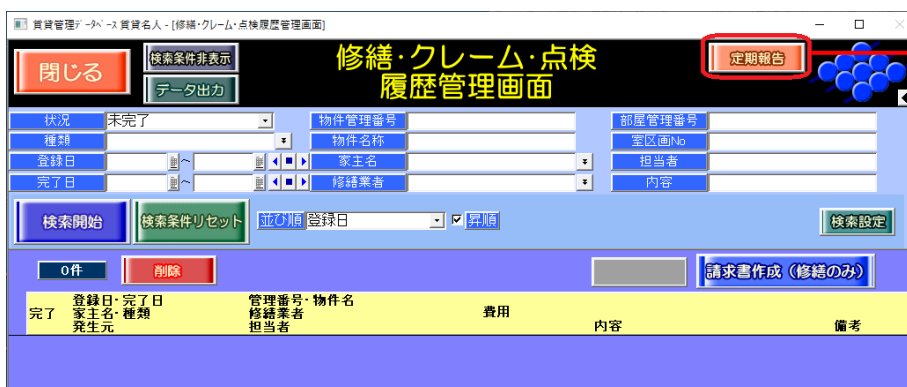 賃貸管理データベース 賃貸名人 - [修繕・クレーム・点検履歴管理画面]
閉じる
検索条件非表示
データ出力
修繕・クレーム・点検
履歴管理画面
定期報告
状況 未完了 物件管理番号 部屋管理番号
種類 物件名称 室区画No
登録日 ~ 家主名 担当者
完了日 ~ 修繕業者 内容
検索開始 検索条件リセット 並び順 登録日 昇順 検索設定
0件 削除 請求書作成（修繕のみ）
完了
登録日・完了日
家主名・種類
発生元
管理番号・物件名
修繕業者
担当者
費用
内容
備考